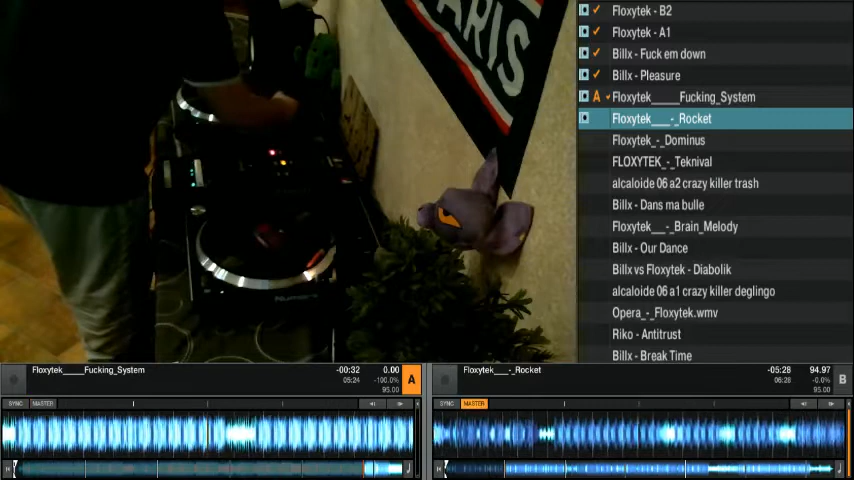 PARIS
Floxytek - B2
Floxytek - A1
Billx - Fuck em down
Billx - Pleasure
A Floxytek_____Fucking_System
Floxytek___-_Rocket
Floxytek_-_Dominus
FLOXYTEK_-_Teknival
alcaloide 06 a2 crazy killer trash
Billx - Dans ma bulle
Floxytek__-_Brain_Melody
Billx - Our Dance
Billx vs Floxytek - Diabolik
alcaloide 06 a1 crazy killer deglingo
Opera_-_Floxytek.wmv
Riko - Antitrust
Billx - Break Time
Floxytek____Fucking_System -00:32 0.00 A
05:24 -100.0%
95.00
SYNC MASTER
Floxytek___-_Rocket -05:28 94.97 B
06:28 -0.0%
95.00
SYNC MASTER